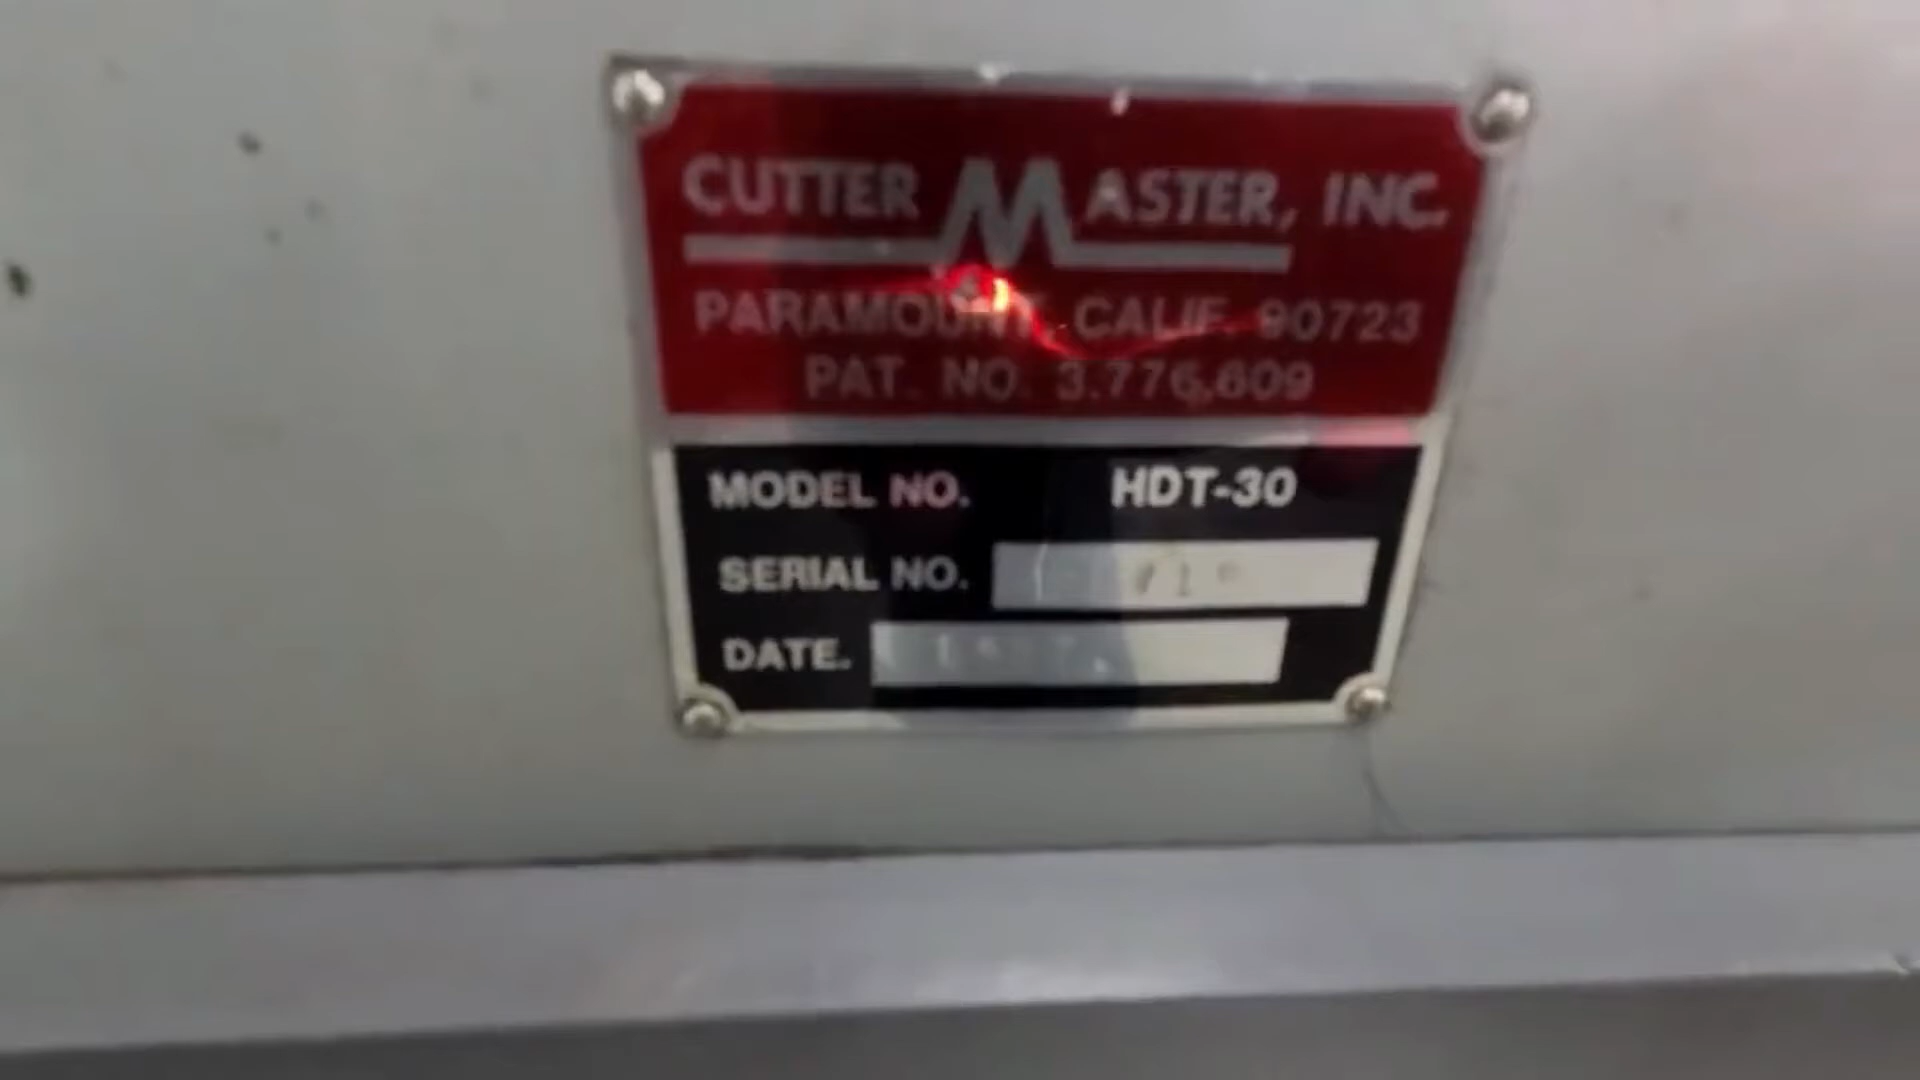 CUTTER MASTER, INC.
PARAMOUNT, CALIF. 90723
PAT. NO. 3,776,609
MODEL NO. HDT-30
SERIAL NO.
DATE.